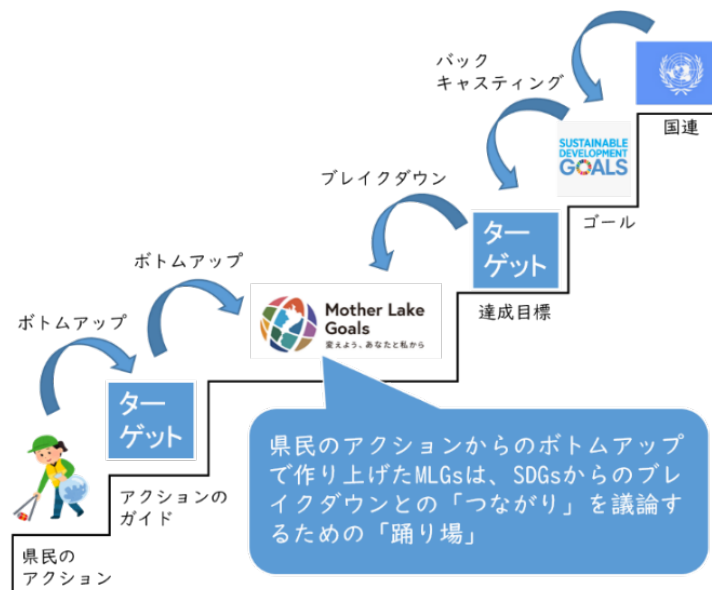 バック
キャスティング
国連
SUSTAINABLE
DEVELOPMENT
GOALS
ゴール
ブレイクダウン
ター
ゲット
達成目標
ボトムアップ
Mother Lake
Goals
変えよう、あなたと私から
ボトムアップ
ター
ゲット
アクションの
ガイド
県民の
アクション
県民のアクションからのボトムアップ
で作り上げたMLGsは、SDGsからのブレ
イクダウンとの「つながり」を議論す
るための「踊り場」